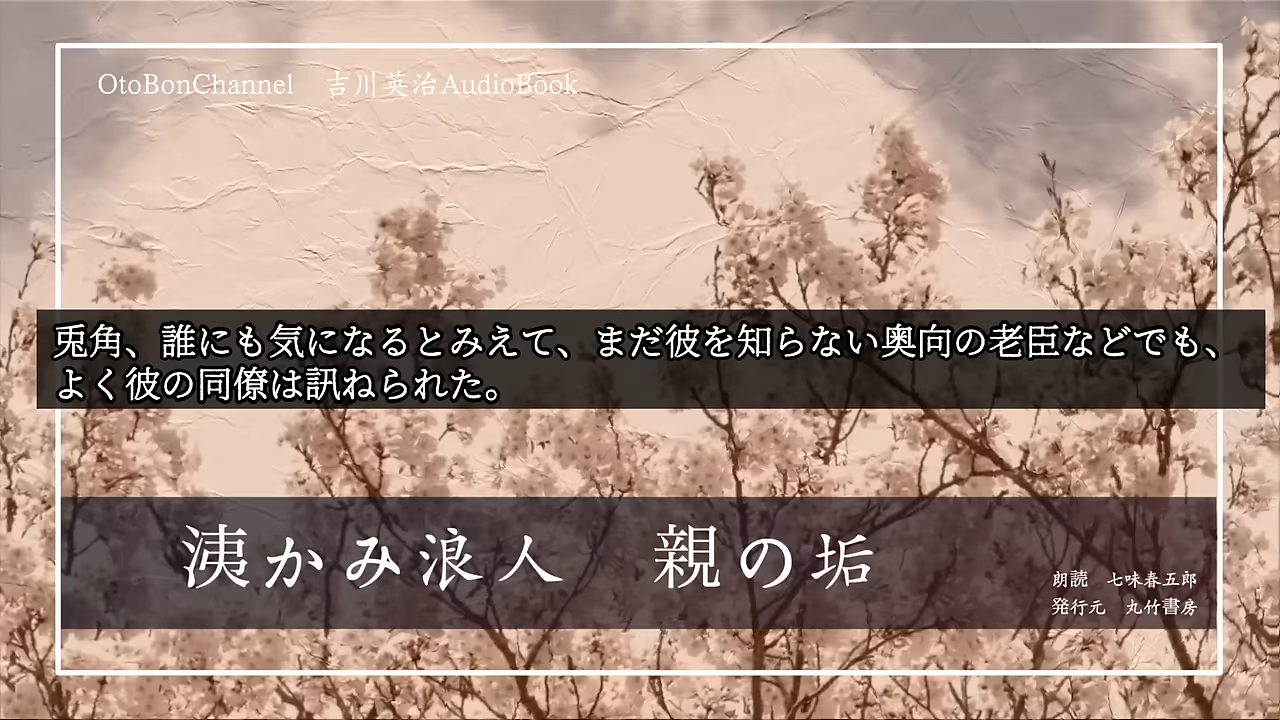 OtoBonChannel　吉川英治AudioBook
兎角、誰にも気になるとみえて、まだ彼を知らない奥向の老臣などでも、
よく彼の同僚は訊ねられた。
洟かみ浪人　親の垢
朗読　七味春五郎
発行元　丸竹書房